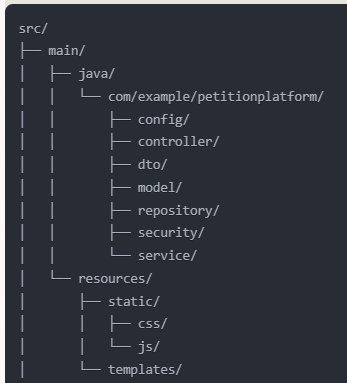 src/
├── main/
│   ├── java/
│   │   └── com/example/petitionplatform/
│   │       ├── config/
│   │       ├── controller/
│   │       ├── dto/
│   │       ├── model/
│   │       ├── repository/
│   │       ├── security/
│   │       └── service/
│   └── resources/
│       ├── static/
│       │   ├── css/
│       │   └── js/
│       └── templates/